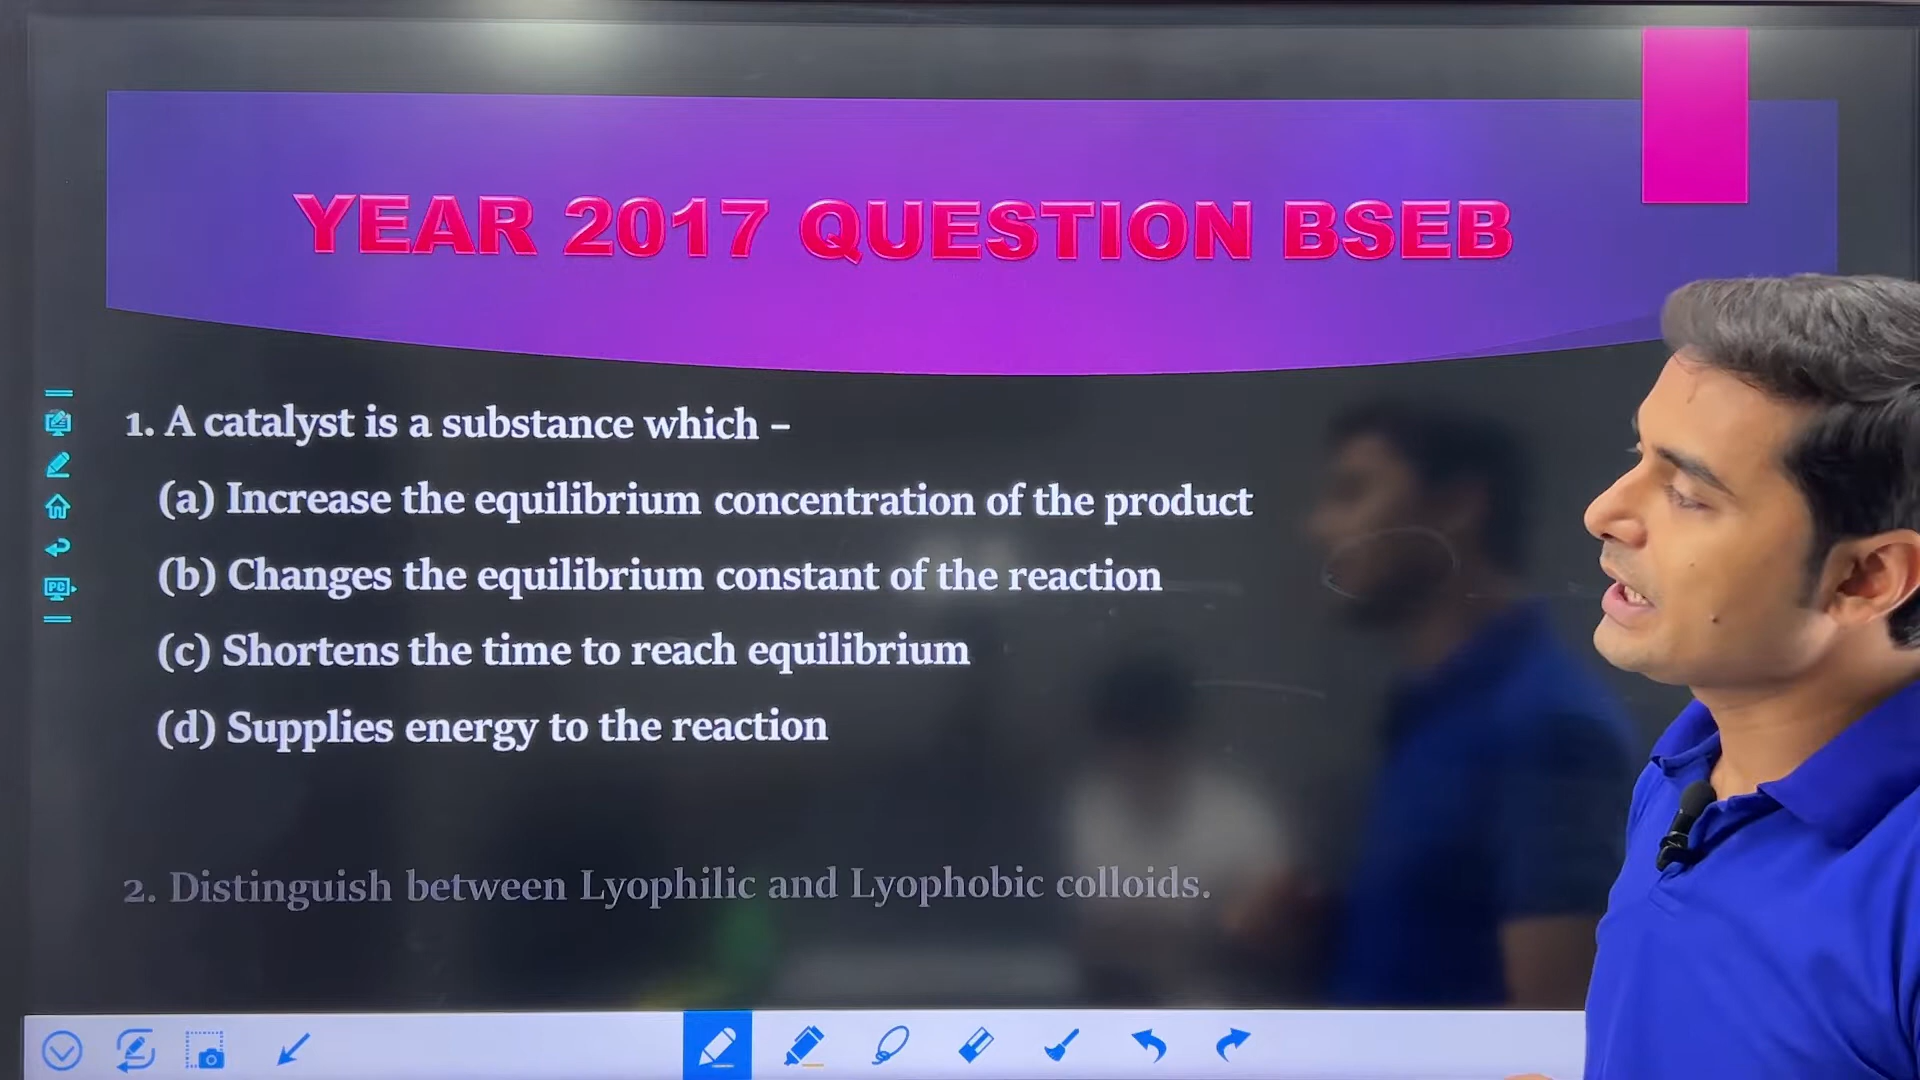 YEAR 2017 QUESTION BSEB
1. A catalyst is a substance which –
(a) Increase the equilibrium concentration of the product
(b) Changes the equilibrium constant of the reaction
(c) Shortens the time to reach equilibrium
(d) Supplies energy to the reaction
2. Distinguish between Lyophilic and Lyophobic colloids.
PC